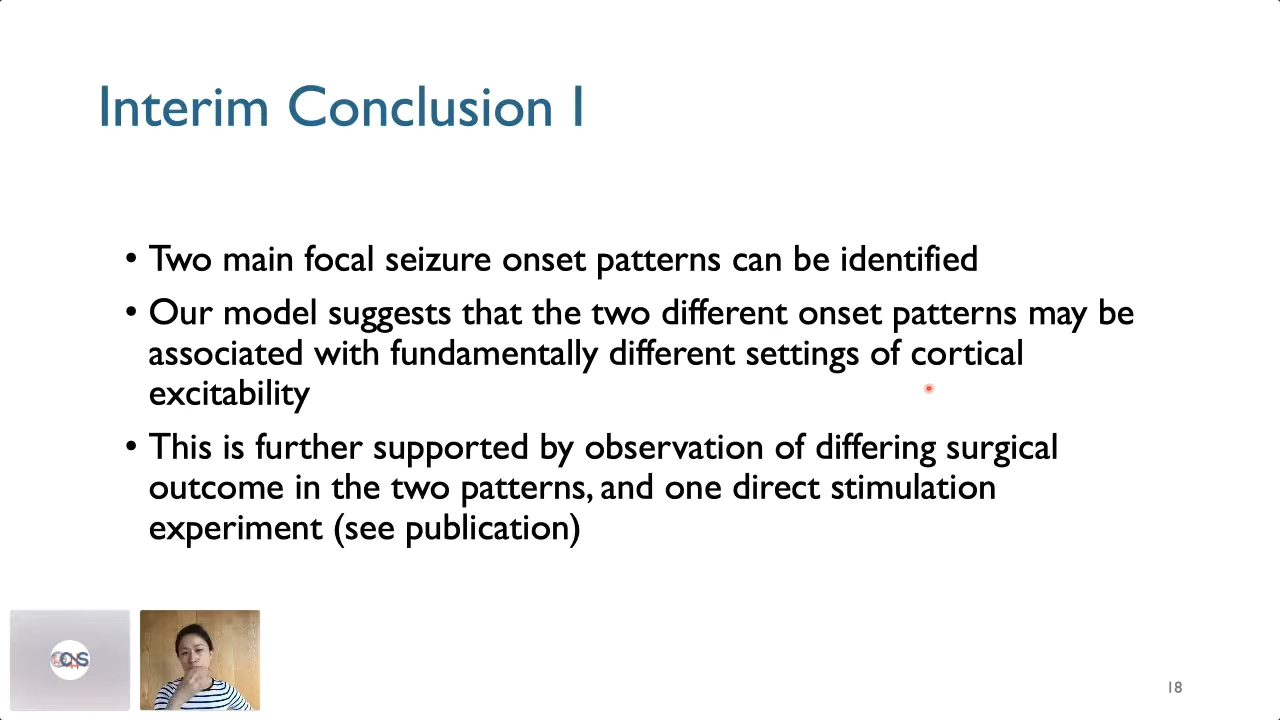 Interim Conclusion I
• Two main focal seizure onset patterns can be identified
• Our model suggests that the two different onset patterns may be
associated with fundamentally different settings of cortical
excitability
• This is further supported by observation of differing surgical
outcome in the two patterns, and one direct stimulation
experiment (see publication)
18